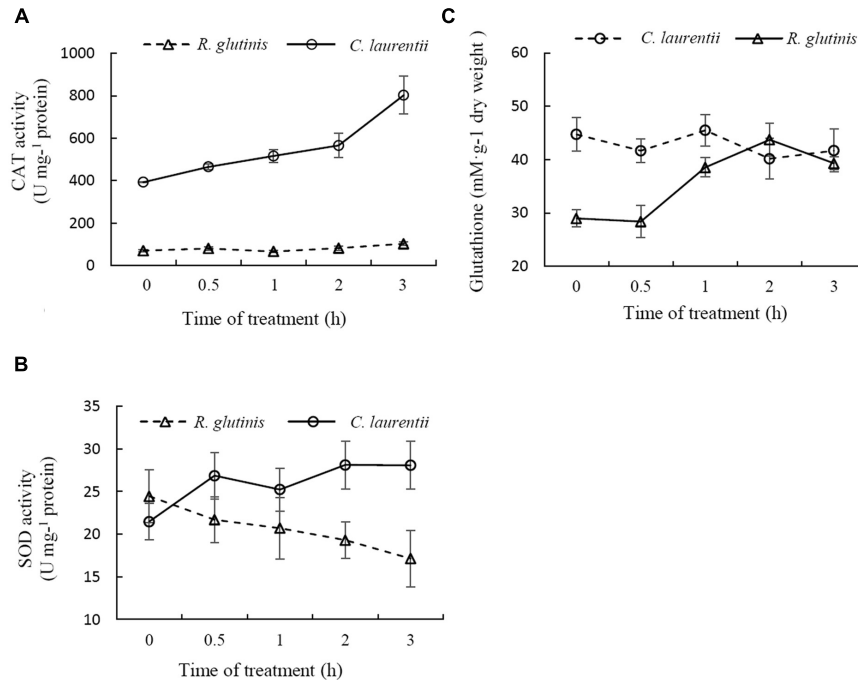 A
R. glutinis
C. laurentii
1000
800
600
400
200
0
CAT activity
(U mg-¹ protein)
0 0.5 1 2 3
Time of treatment (h)
C
C. laurentii
R. glutinis
60
50
40
30
20
Glutathione (mM·g-1 dry weight )
0 0.5 1 2 3
Time of treatment (h)
B
R. glutinis
C. laurentii
35
30
25
20
15
10
SOD activity
(U mg-¹ protein)
0 0.5 1 2 3
Time of treatment (h)